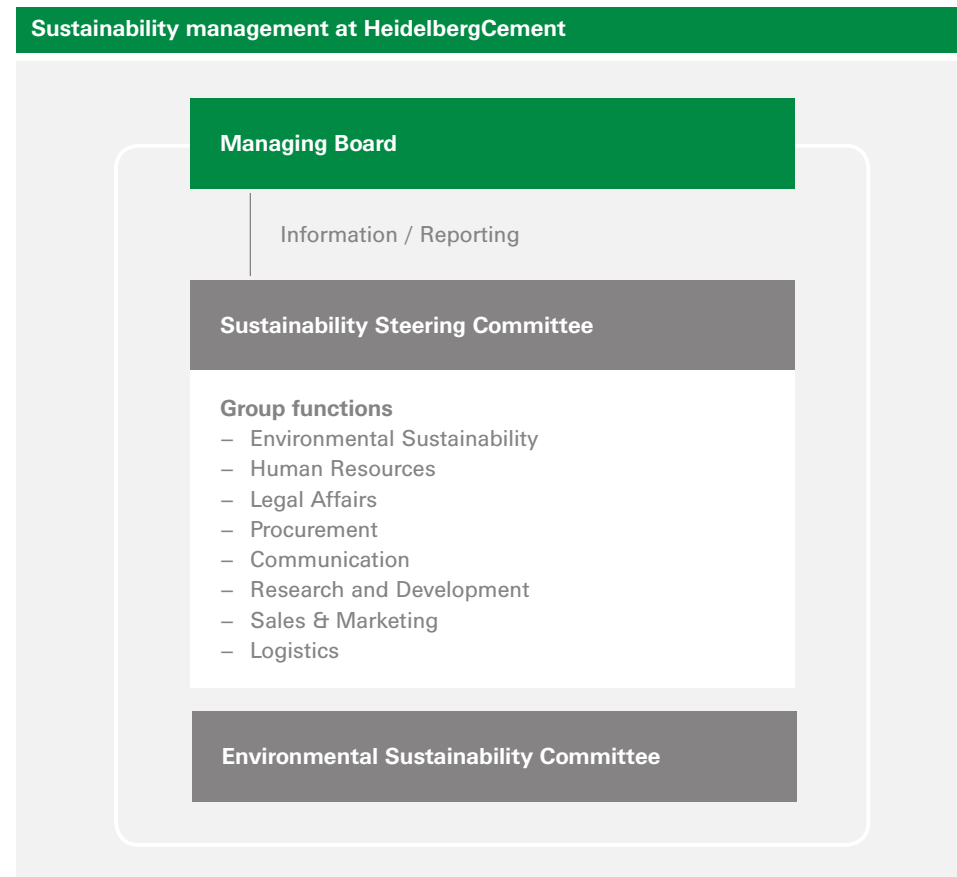 Sustainability management at HeidelbergCement
Managing Board
Information / Reporting
Sustainability Steering Committee
Group functions
– Environmental Sustainability
– Human Resources
– Legal Affairs
– Procurement
– Communication
– Research and Development
– Sales & Marketing
– Logistics
Environmental Sustainability Committee